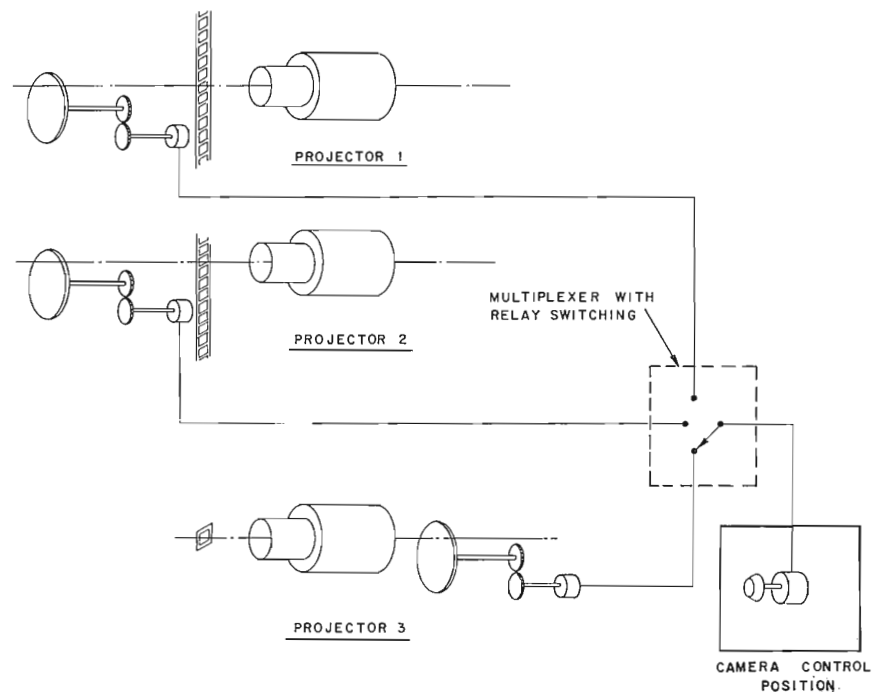 PROJECTOR 1
MULTIPLEXER WITH
RELAY SWITCHING
PROJECTOR 2
PROJECTOR 3
CAMERA CONTROL
POSITION.